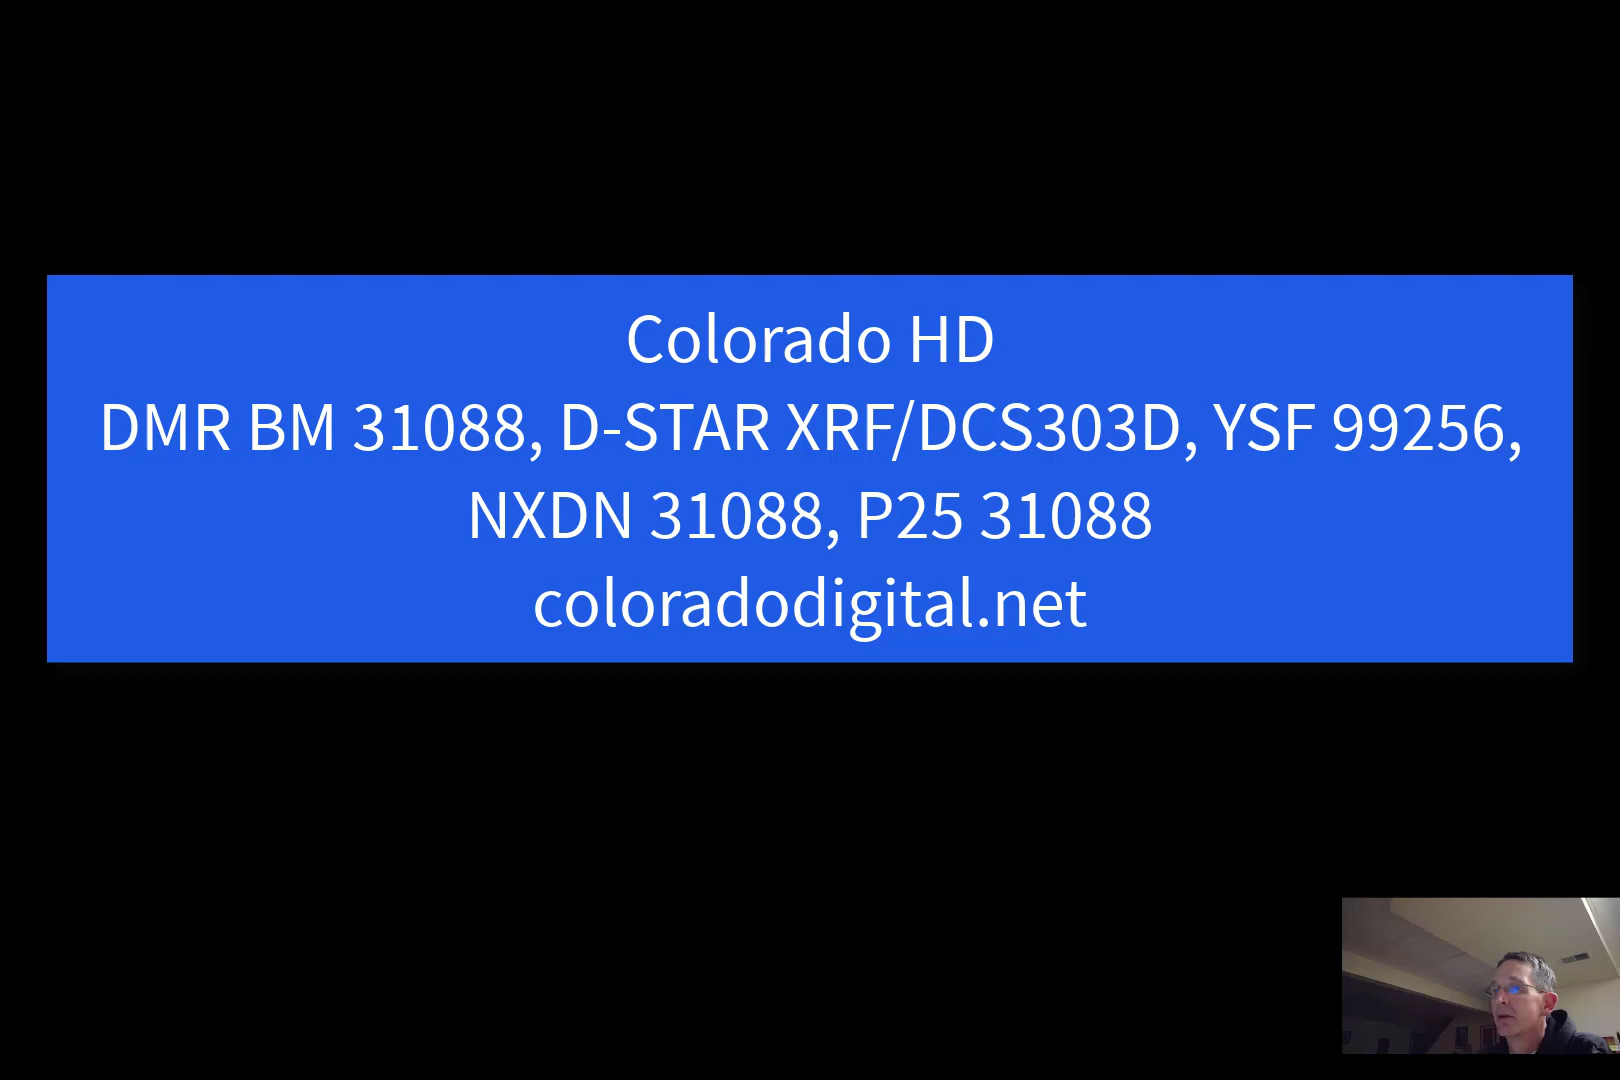 Colorado HD
DMR BM 31088, D-STAR XRF/DCS303D, YSF 99256,
NXDN 31088, P25 31088
coloradodigital.net